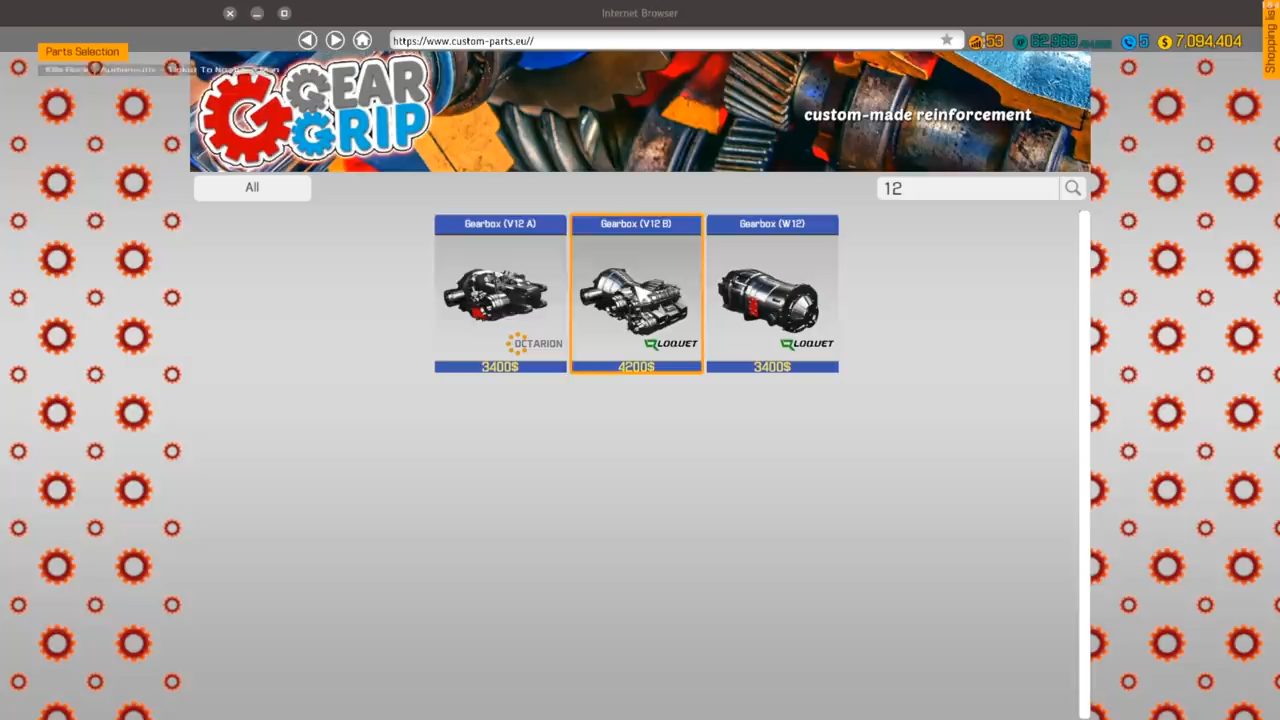 Internet Browser
https://www.custom-parts.eu//
53
5
7,094,404
Shopping list
Parts Selection
GEAR
GRIP
custom-made reinforcement
All
12
Gearbox (V12 A)
Gearbox (V12 B)
Gearbox (W12)
OCTARION
LOQUET
LOQUET
3400$
4200$
3400$